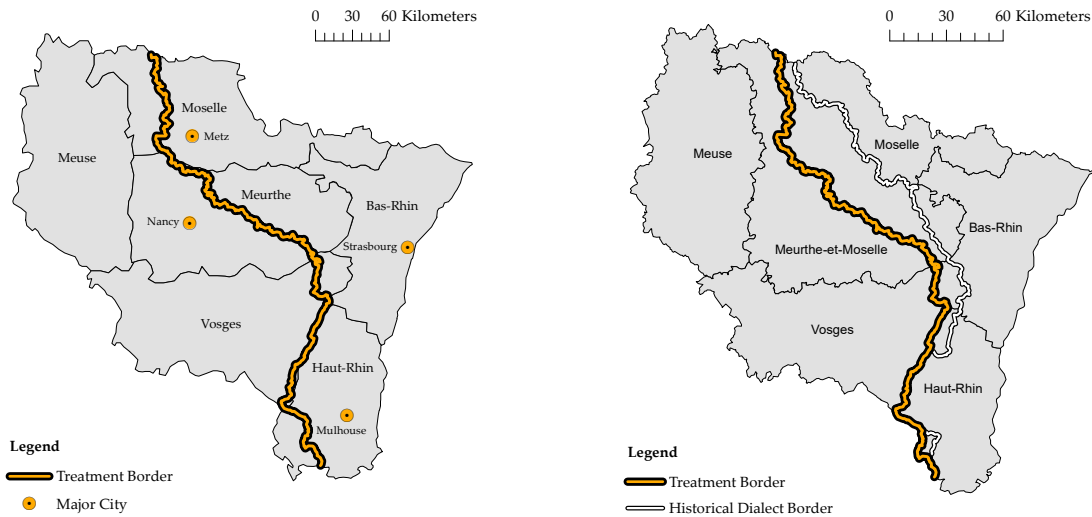 0 30 60 Kilometers
Moselle
Metz
Meuse
Meurthe
Bas-Rhin
Nancy
Strasbourg
Vosges
Haut-Rhin
Mulhouse
Legend
Treatment Border
Major City
0 30 60 Kilometers
Moselle
Meuse
Bas-Rhin
Meurthe-et-Moselle
Vosges
Haut-Rhin
Legend
Treatment Border
Historical Dialect Border